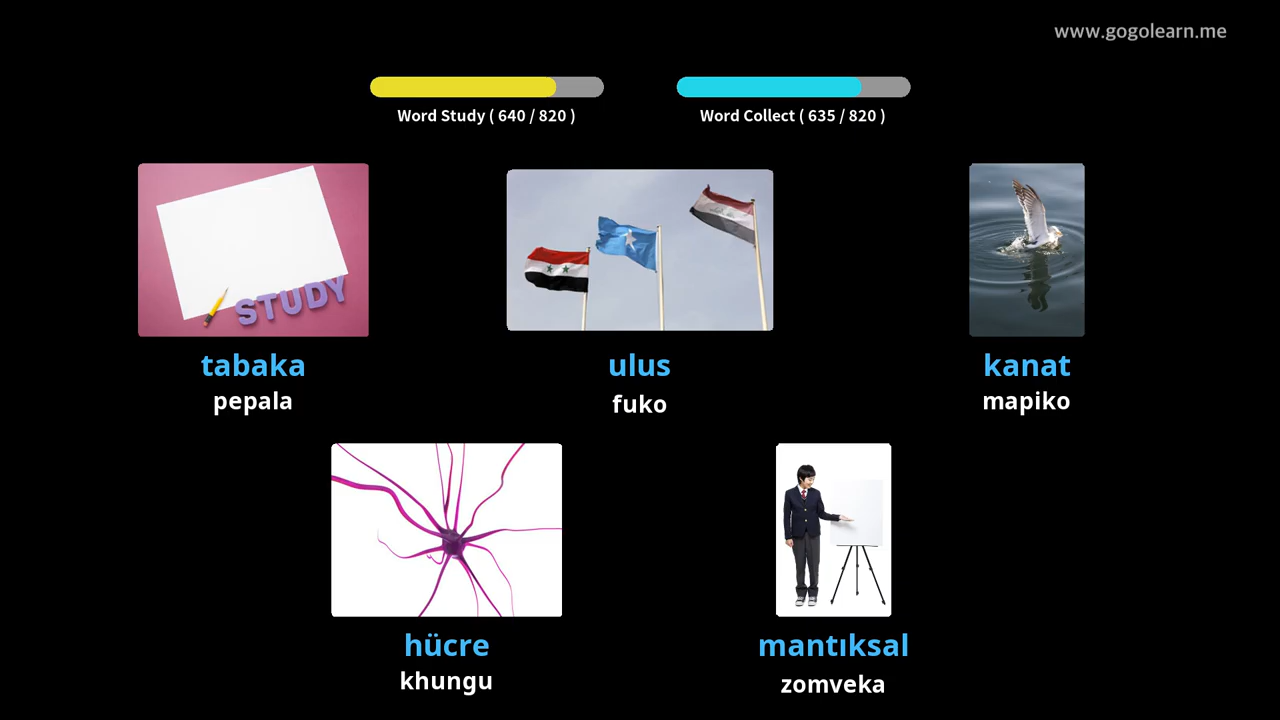 www.gogolearn.me
Word Study ( 640 / 820 )
Word Collect ( 635 / 820 )
STUDY
tabaka
pepala
ulus
fuko
kanat
mapiko
hücre
khungu
mantıksal
zomveka